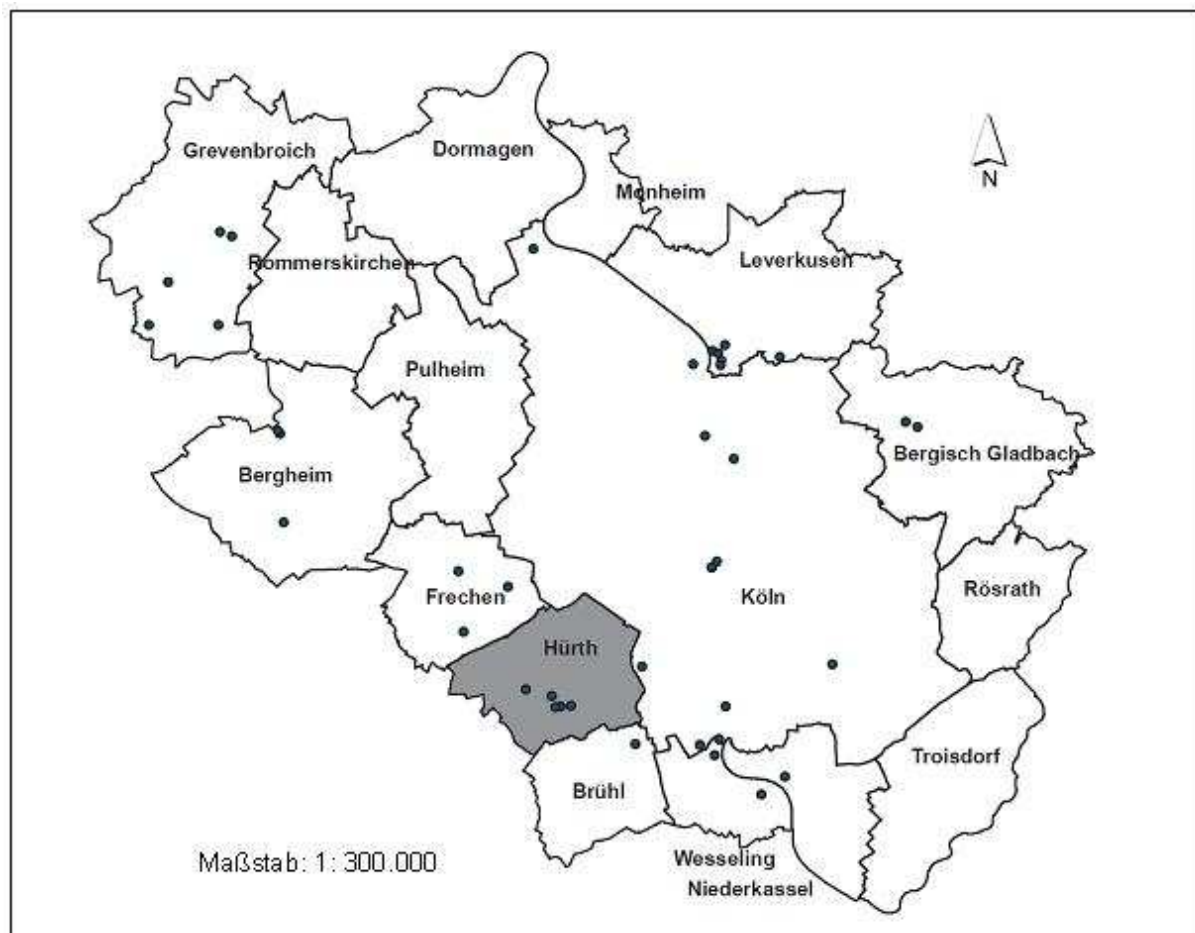 Dormagen
Grevenbroich
N
Monheim
Rommerskirchen
Leverkusen
Pulheim
Bergisch Gladbach
Bergheim
Rösrath
Frechen
Köln
Hürth
Troisdorf
Brühl
Maßstab: 1: 300.000
Wesseling
Niederkassel